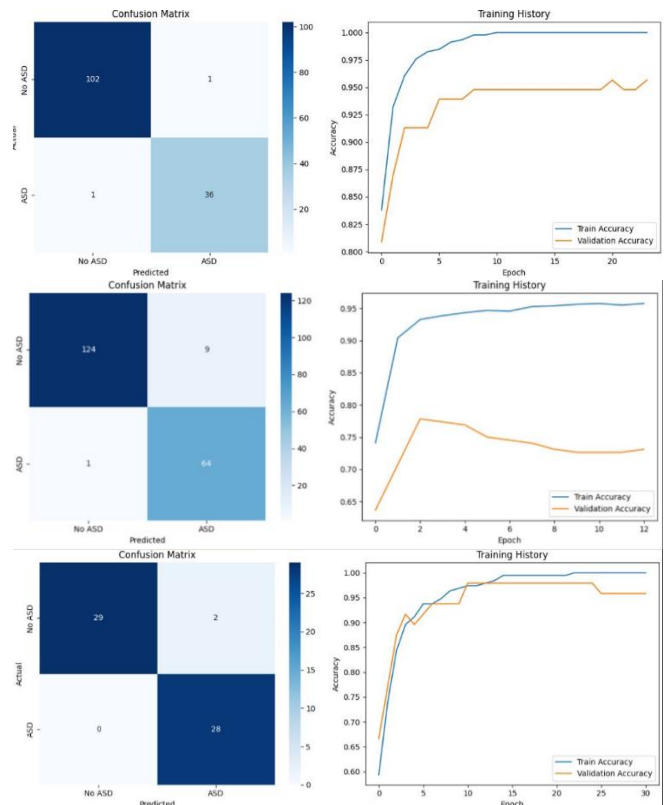 Confusion Matrix
No ASD
ASD
Actual
102
1
1
36
No ASD
ASD
Predicted
100
80
60
40
20
Training History
1.000
0.975
0.950
0.925
0.900
0.875
0.850
0.825
0.800
Accuracy
Train Accuracy
Validation Accuracy
0
5
10
15
20
Epoch
Confusion Matrix
No ASD
ASD
124
9
1
64
No ASD
ASD
Predicted
120
100
80
60
40
20
Training History
0.95
0.90
0.85
0.80
0.75
0.70
0.65
Accuracy
Train Accuracy
Validation Accuracy
0
2
4
6
8
10
12
Epoch
Confusion Matrix
No ASD
ASD
Actual
29
2
0
28
No ASD
ASD
Predicted
25
20
15
10
5
0
Training History
1.00
0.95
0.90
0.85
0.80
0.75
0.70
0.65
0.60
Accuracy
Train Accuracy
Validation Accuracy
0
5
10
15
20
25
30
Epoch